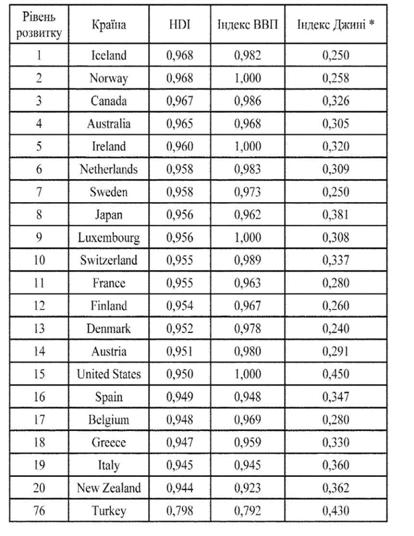 Рівень розвитку Країна HDI Індекс ВВП Індекс Джині *
1 Iceland 0,968 0,982 0,250
2 Norway 0,968 1,000 0,258
3 Canada 0,967 0,986 0,326
4 Australia 0,965 0,968 0,305
5 Ireland 0,960 1,000 0,320
6 Netherlands 0,958 0,983 0,309
7 Sweden 0,958 0,973 0,250
8 Japan 0,956 0,962 0,381
9 Luxembourg 0,956 1,000 0,308
10 Switzerland 0,955 0,989 0,337
11 France 0,955 0,963 0,280
12 Finland 0,954 0,967 0,260
13 Denmark 0,952 0,978 0,240
14 Austria 0,951 0,980 0,291
15 United States 0,950 1,000 0,450
16 Spain 0,949 0,948 0,347
17 Belgium 0,948 0,969 0,280
18 Greece 0,947 0,959 0,330
19 Italy 0,945 0,945 0,360
20 New Zealand 0,944 0,923 0,362
76 Turkey 0,798 0,792 0,430